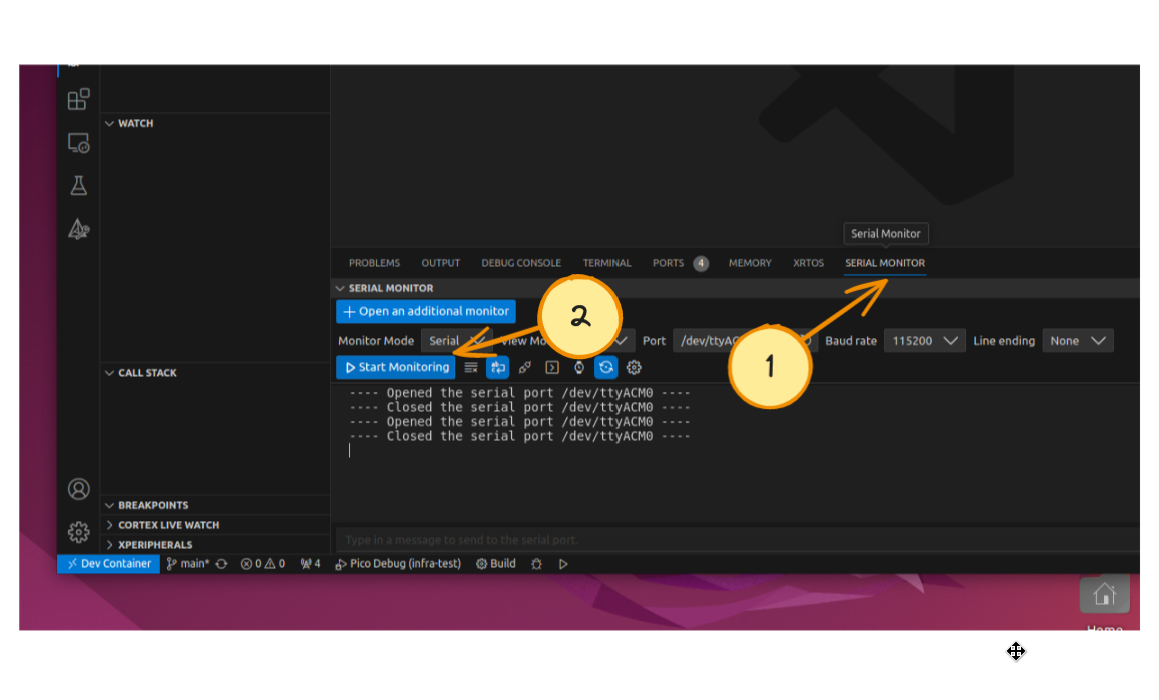 WATCH
Serial Monitor
PROBLEMS OUTPUT DEBUG CONSOLE TERMINAL PORTS 4 MEMORY XRTOS SERIAL MONITOR
SERIAL MONITOR
+ Open an additional monitor
2
Monitor Mode Serial View Mo Port /dev/ttyAC Baud rate 115200 Line ending None
1
Start Monitoring
CALL STACK
---- Opened the serial port /dev/ttyACM0 ----
---- Closed the serial port /dev/ttyACM0 ----
---- Opened the serial port /dev/ttyACM0 ----
---- Closed the serial port /dev/ttyACM0 ----
BREAKPOINTS
CORTEX LIVE WATCH
Type in a message to send to the serial port.
XPERIPHERALS
Dev Container main* 0 0 4 Pico Debug (infra-test) Build
Home